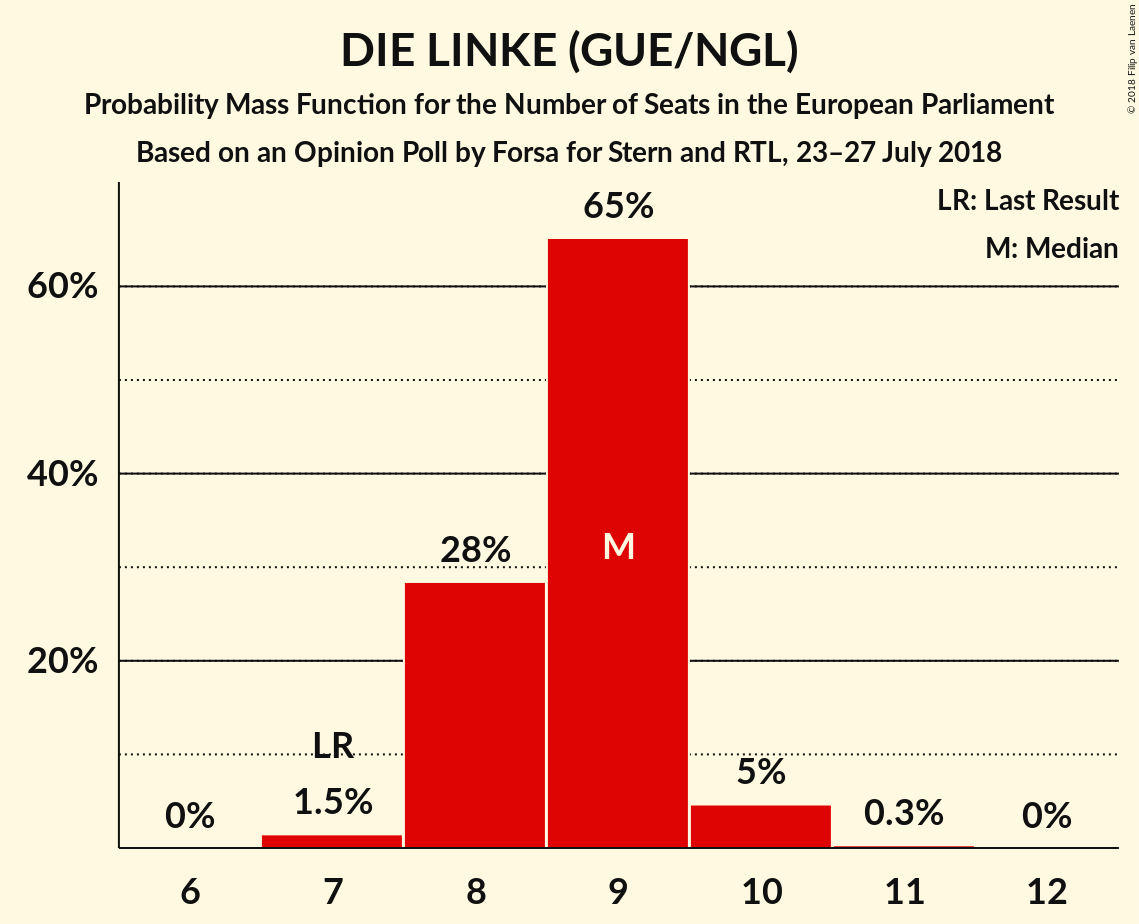 DIE LINKE (GUE/NGL)
Probability Mass Function for the Number of Seats in the European Parliament
Based on an Opinion Poll by Forsa for Stern and RTL, 23–27 July 2018
© 2018 Filip van Laenen
LR: Last Result
M: Median
65%
60%
40%
28%
M
20%
LR
0%
1.5%
5%
0.3%
0%
6 7 8 9 10 11 12